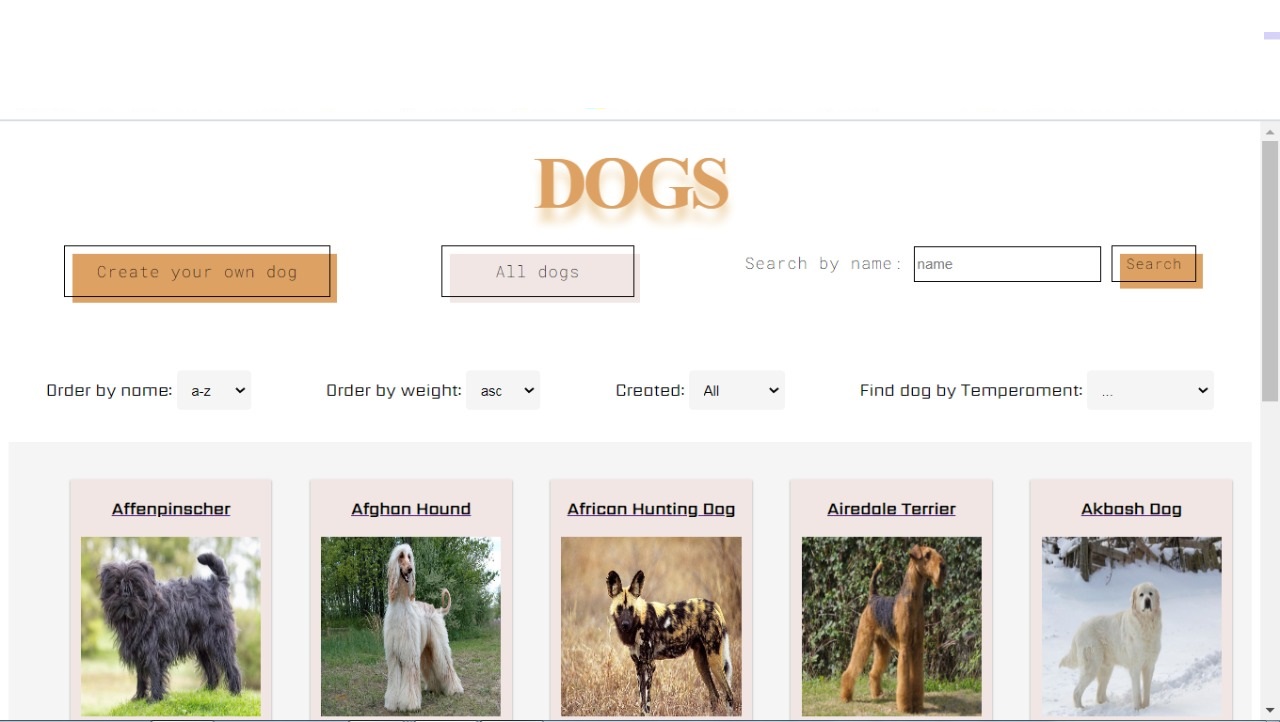 DOGS
Create your own dog
All dogs
Search by name: name Search
Order by name: a-z Order by weight: asc Created: All Find dog by Temperament: ...
Affenpinscher Afghan Hound African Hunting Dog Airedale Terrier Akbash Dog